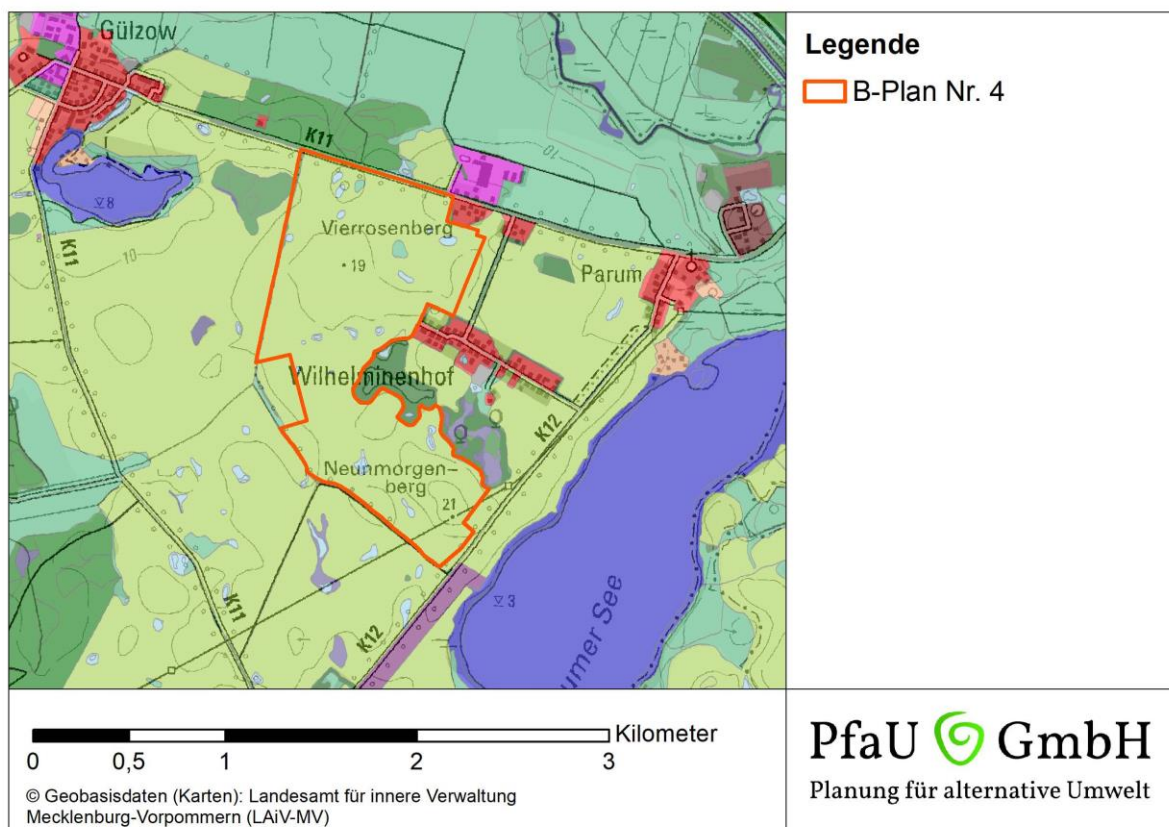 Gülzow
8
K11
10
K11
Vierrosenberg
19
Parum
Wilhelminenhof
K12
Neunmorgen-
berg
21
K11
K12
3
umer See
10
Legende
B-Plan Nr. 4
Kilometer
0 0,5 1 2 3
© Geobasisdaten (Karten): Landesamt für innere Verwaltung
Mecklenburg-Vorpommern (LAiV-MV)
PfaU GmbH
Planung für alternative Umwelt